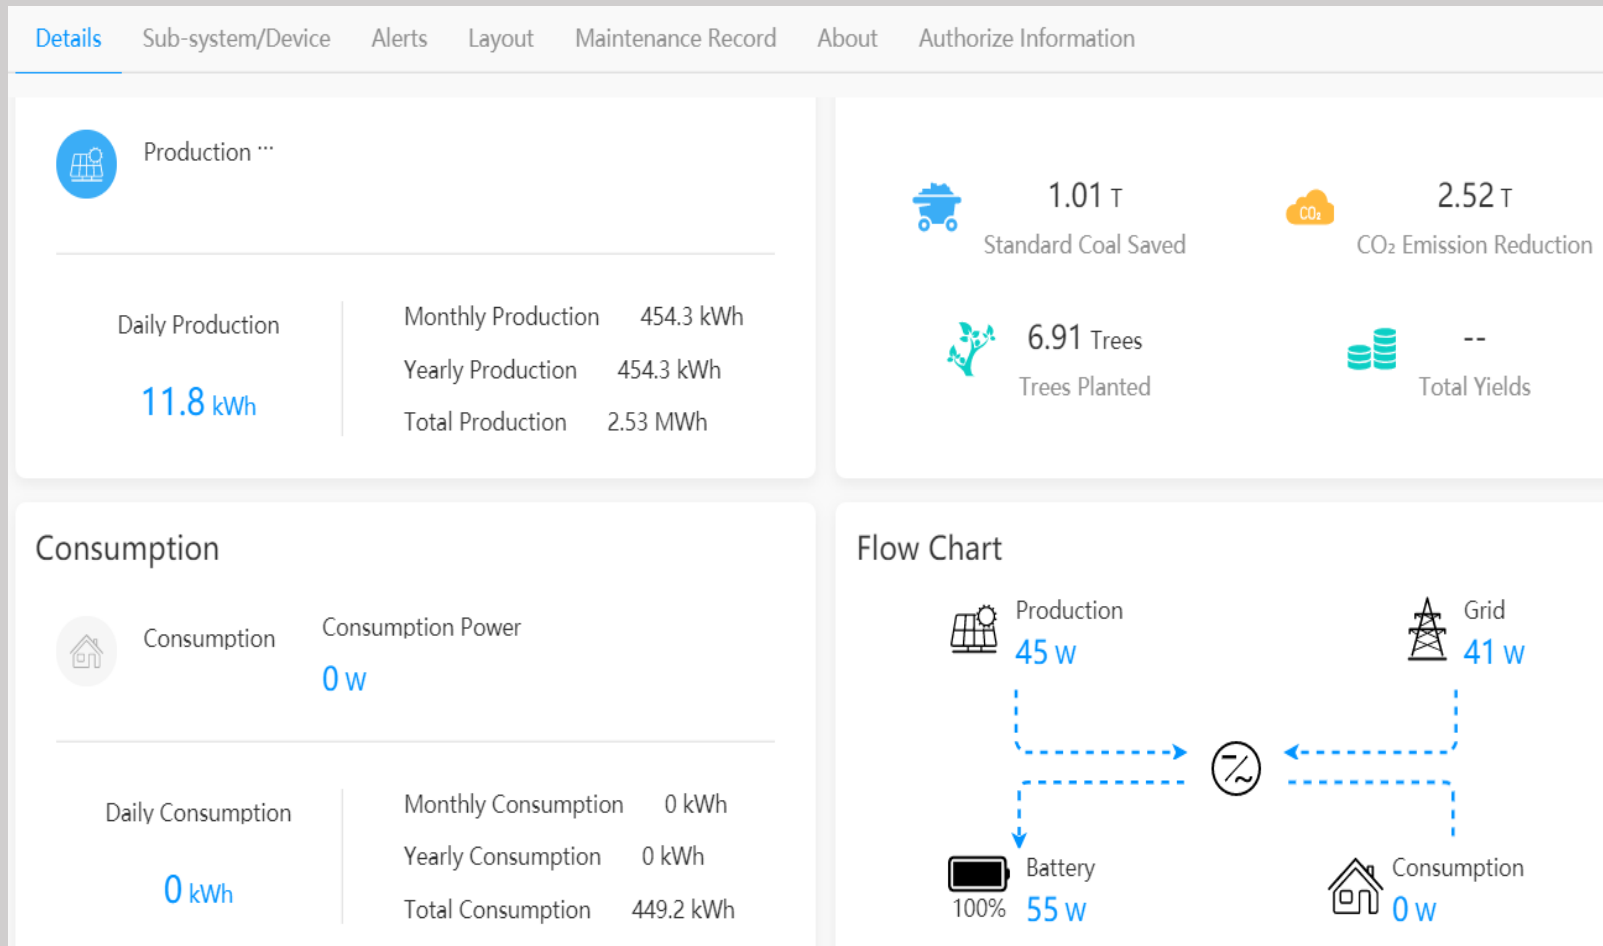 Details Sub-system/Device Alerts Layout Maintenance Record About Authorize Information
Production ...
Daily Production
11.8 kWh
Monthly Production 454.3 kWh
Yearly Production 454.3 kWh
Total Production 2.53 MWh
1.01 T
Standard Coal Saved
CO₂
2.52 T
CO₂ Emission Reduction
6.91 Trees
Trees Planted
--
Total Yields
Consumption
Consumption
Consumption Power
0 W
Daily Consumption
0 kWh
Monthly Consumption 0 kWh
Yearly Consumption 0 kWh
Total Consumption 449.2 kWh
Flow Chart
Production
45 W
Grid
41 W
Battery
100%
55 W
Consumption
0 W